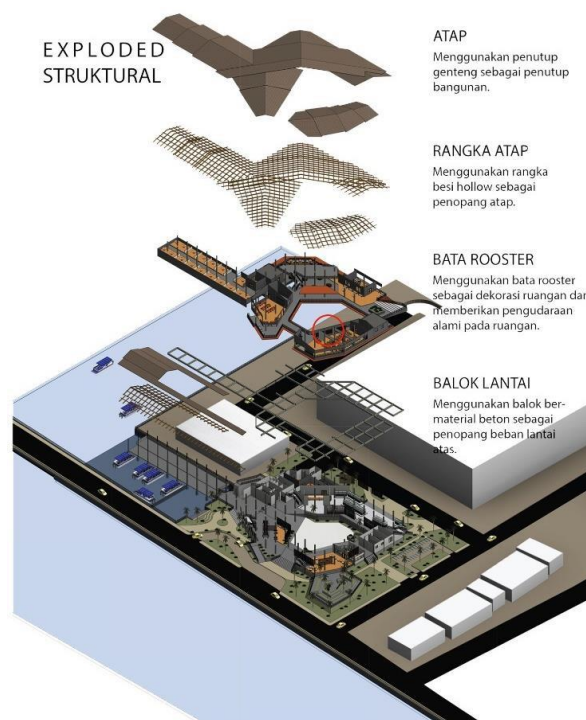 EXPLODED
STRUKTURAL
ATAP
Menggunakan penutup
genteng sebagai penutup
bangunan.
RANGKA ATAP
Menggunakan rangka
besi hollow sebagai
penopang atap.
BATA ROOSTER
Menggunakan bata rooster
sebagai dekorasi ruangan dan
memberikan pengudaraan
alami pada ruangan.
BALOK LANTAI
Menggunakan balok ber-
material beton sebagai
penopang beban lantai
atas.